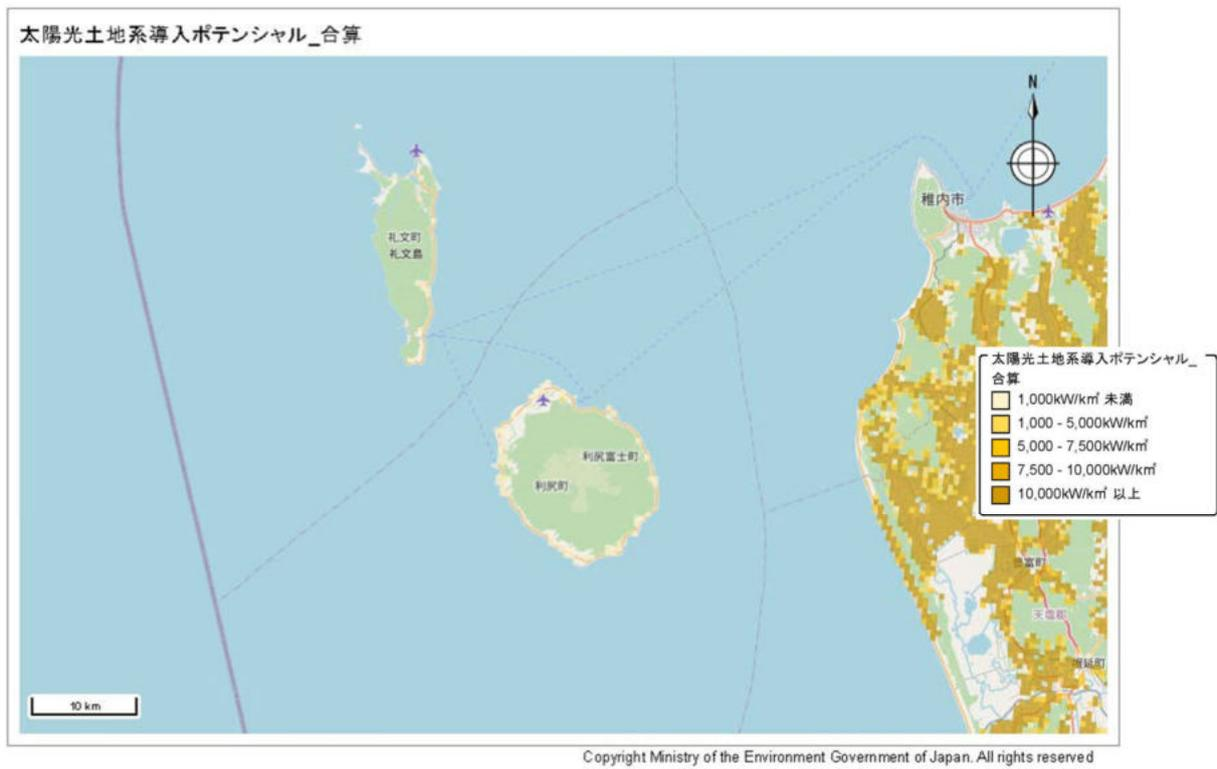 太陽光土地系導入ポテンシャル_合算
N
稚内市
礼文町
礼文島
太陽光土地系導入ポテンシャル_
合算
1,000kW/k㎡ 未満
1,000 - 5,000kW/k㎡
5,000 - 7,500kW/k㎡
7,500 - 10,000kW/k㎡
10,000kW/k㎡ 以上
利尻富士町
利尻町
豊富町
天塩郡
幌延町
10 km
Copyright Ministry of the Environment Government of Japan. All rights reserved